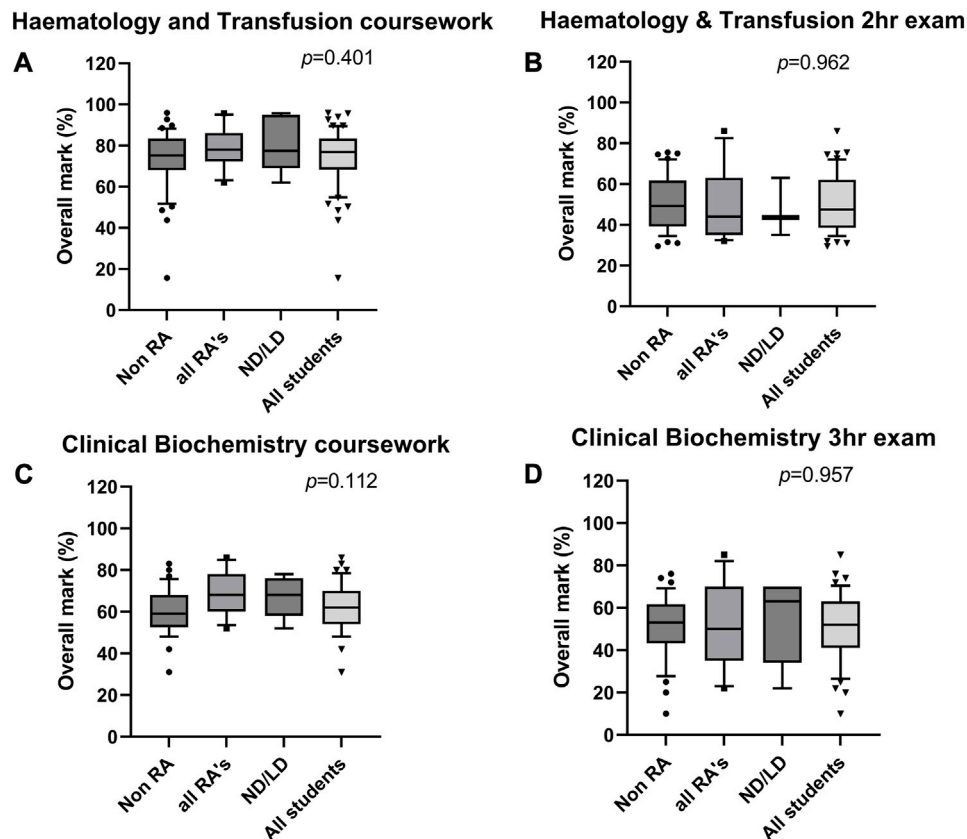 Haematology and Transfusion coursework
A
p=0.401
Overall mark (%)
120
100
80
60
40
20
0
Non RA
all RA's
ND/LD
All students
Haematology & Transfusion 2hr exam
B
p=0.962
Overall mark (%)
120
100
80
60
40
20
0
Non RA
all RA's
ND/LD
All students
Clinical Biochemistry coursework
C
p=0.112
Overall mark (%)
120
100
80
60
40
20
0
Non RA
all RA's
ND/LD
All students
Clinical Biochemistry 3hr exam
D
p=0.957
Overall mark (%)
120
100
80
60
40
20
0
Non RA
all RA's
ND/LD
All students